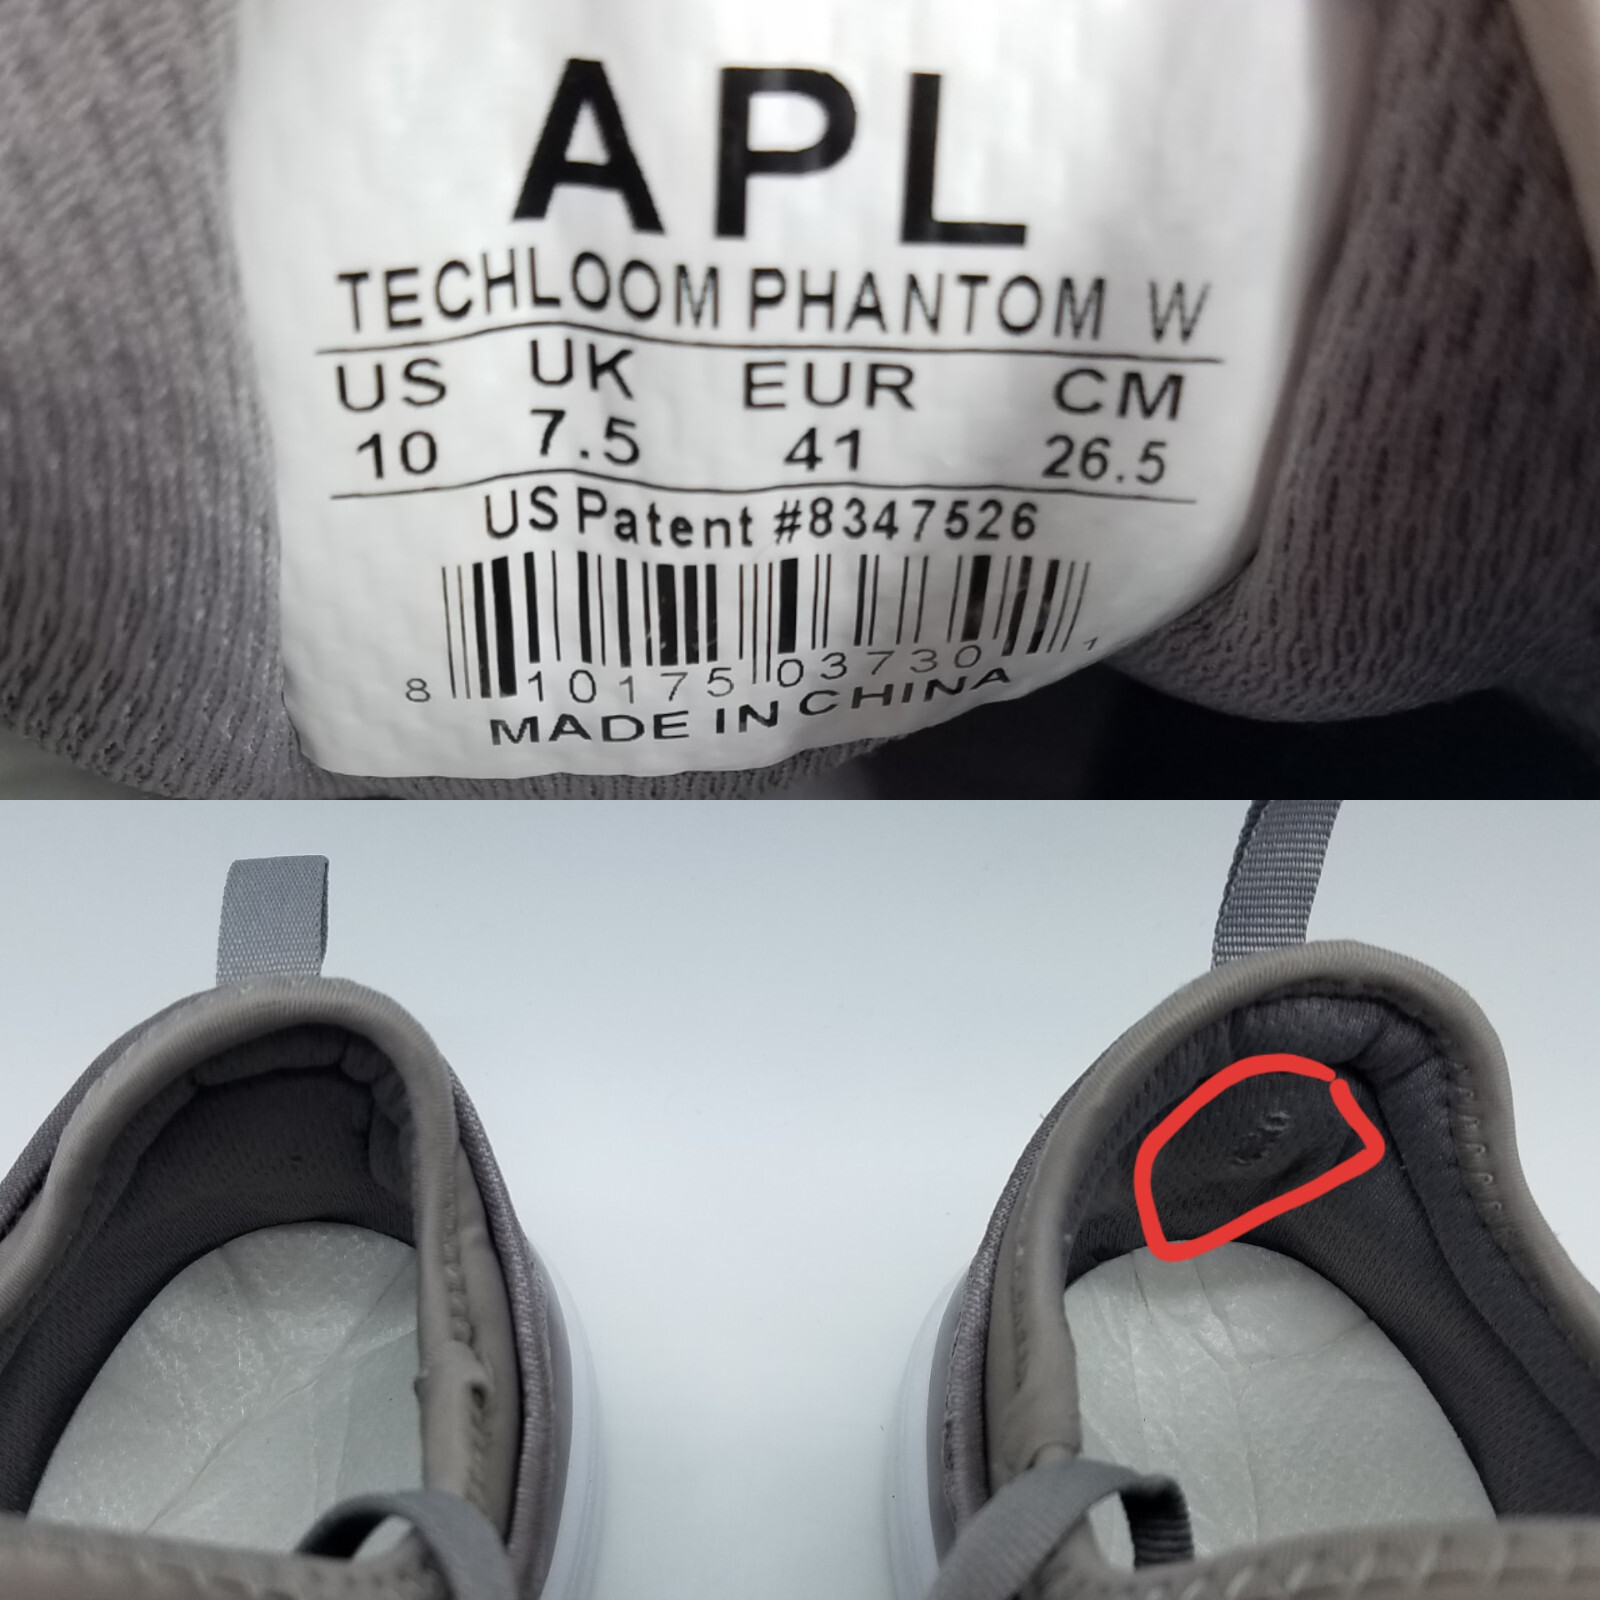 APL
TECHLOOM PHANTOM W
US UK EUR CM
10 7.5 41 26.5
US Patent #8347526
8 10175 03730 1
MADE IN CHINA